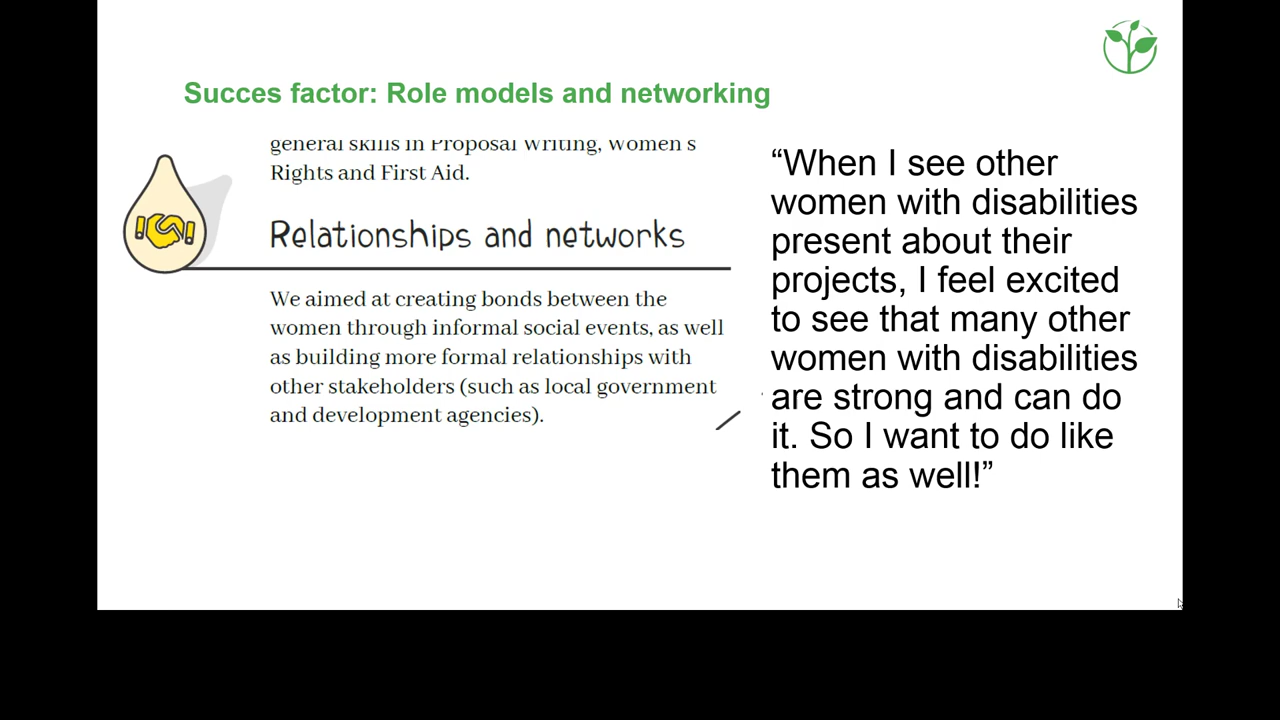 Succes factor: Role models and networking
general skills in Proposal Writing, Women's
Rights and First Aid.
Relationships and networks
We aimed at creating bonds between the
women through informal social events, as well
as building more formal relationships with
other stakeholders (such as local government
and development agencies).
“When I see other
women with disabilities
present about their
projects, I feel excited
to see that many other
women with disabilities
are strong and can do
it. So I want to do like
them as well!”